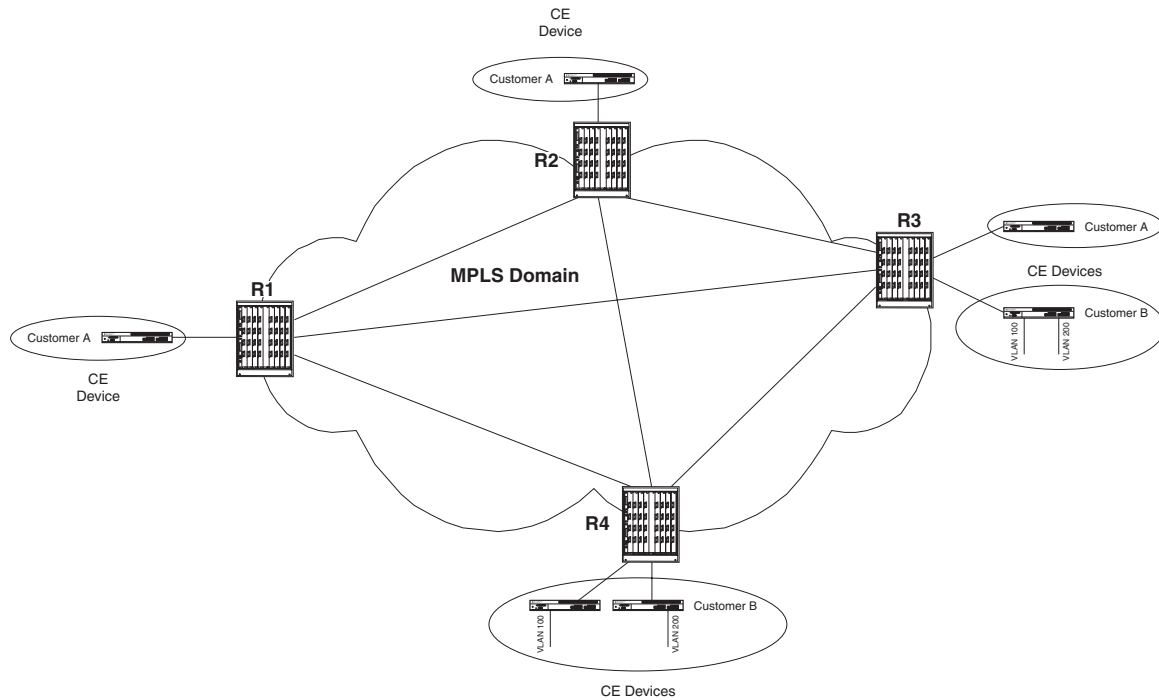 CE
Device
Customer A
R2
R3
Customer A
MPLS Domain
CE Devices
R1
Customer B
VLAN 100
VLAN 200
Customer A
CE
Device
R4
Customer B
VLAN 100
VLAN 200
CE Devices